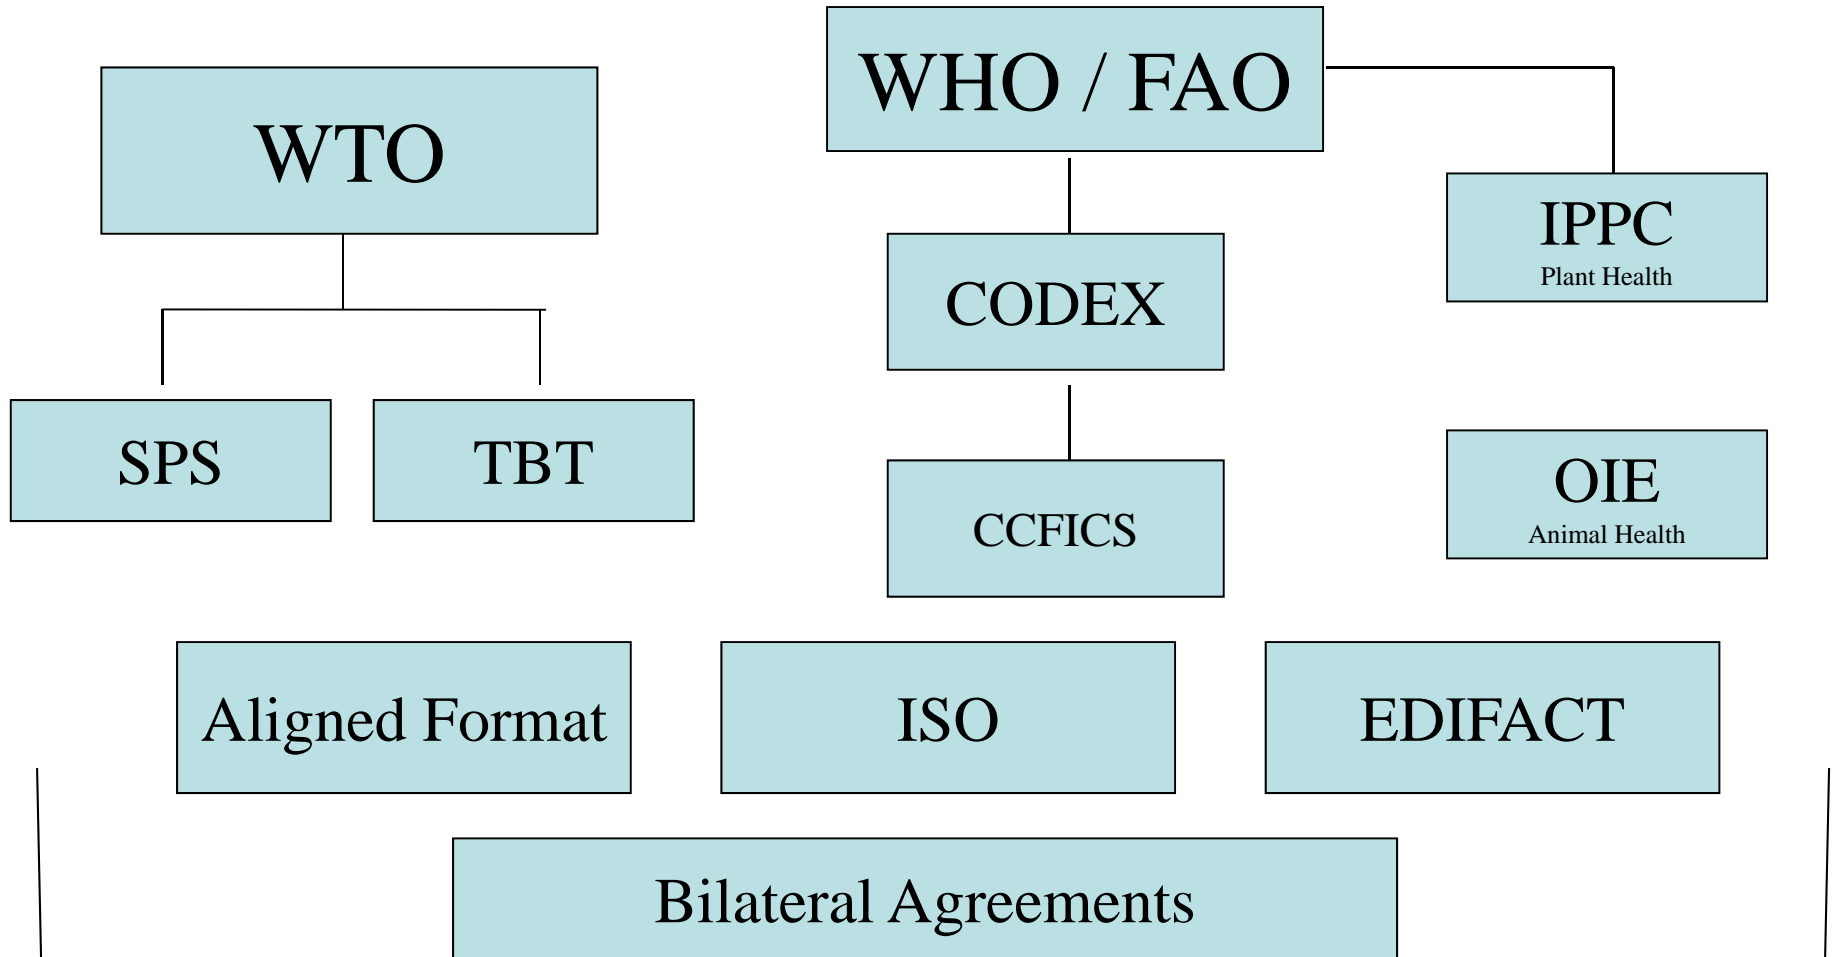 WHO / FAO
WTO
IPPC
Plant Health
CODEX
SPS
TBT
OIE
Animal Health
CCFICS
Aligned Format
ISO
EDIFACT
Bilateral Agreements